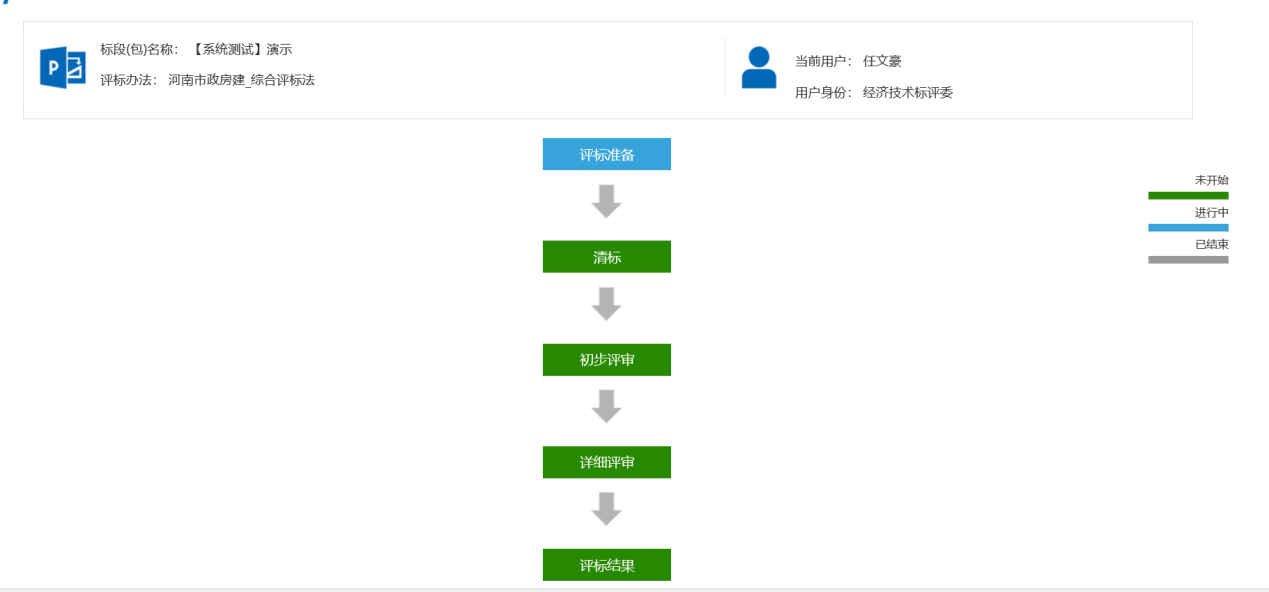 标段(包)名称： 【系统测试】演示
评标办法： 河南市政房建_综合评标法
当前用户： 任文豪
用户身份： 经济技术标评委
评标准备
清标
初步评审
详细评审
评标结果
未开始
进行中
已结束